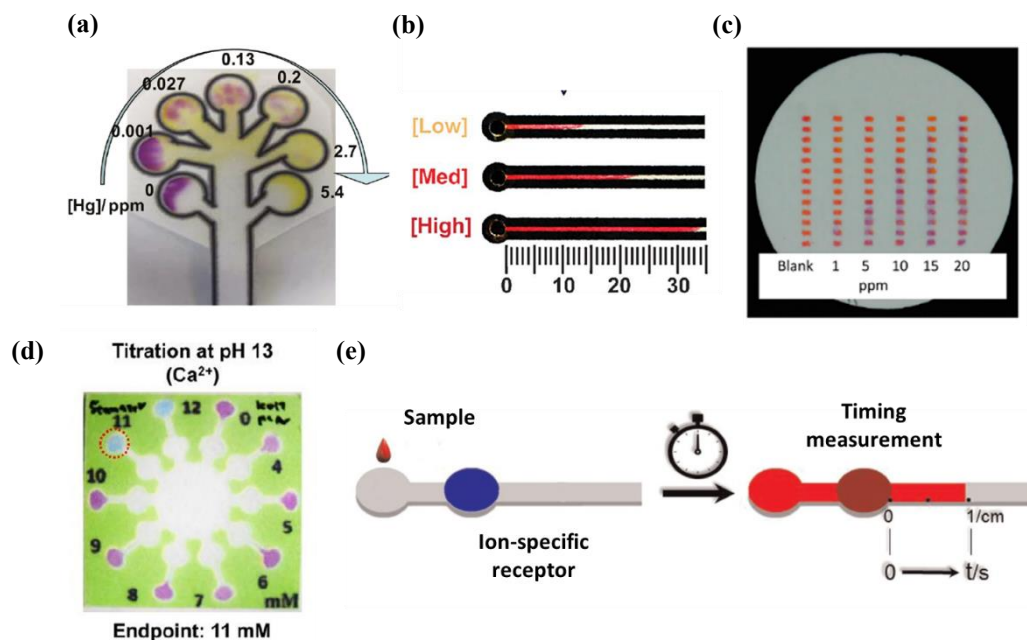 (a)
0.13
0.027
0.2
0.001
2.7
0
5.4
[Hg]/ ppm
(b)
[Low]
[Med]
[High]
0 10 20 30
(c)
Blank 1 5 10 15 20
ppm
(d)
Titration at pH 13
(Ca²⁺)
11
12
0
10
4
9
5
8
7
6
mM
Endpoint: 11 mM
(e)
Sample
Ion-specific
receptor
Timing
measurement
0 1/cm
0 t/s